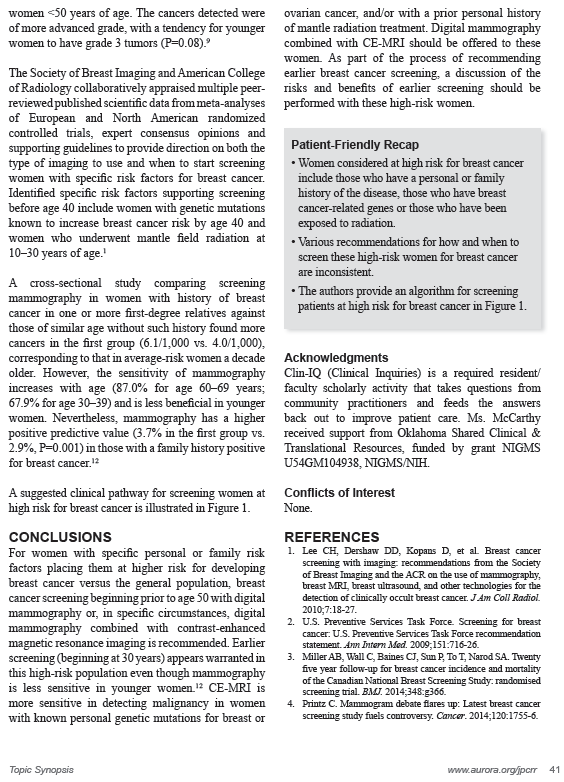 women <50 years of age. The cancers detected were
of more advanced grade, with a tendency for younger
women to have grade 3 tumors (P=0.08).⁹
The Society of Breast Imaging and American College
of Radiology collaboratively appraised multiple peer-
reviewed published scientific data from meta-analyses
of European and North American randomized
controlled trials, expert consensus opinions and
supporting guidelines to provide direction on both the
type of imaging to use and when to start screening
women with specific risk factors for breast cancer.
Identified specific risk factors supporting screening
before age 40 include women with genetic mutations
known to increase breast cancer risk by age 40 and
women who underwent mantle field radiation at
10–30 years of age.¹
A cross-sectional study comparing screening
mammography in women with history of breast
cancer in one or more first-degree relatives against
those of similar age without such history found more
cancers in the first group (6.1/1,000 vs. 4.0/1,000),
corresponding to that in average-risk women a decade
older. However, the sensitivity of mammography
increases with age (87.0% for age 60–69 years;
67.9% for age 30–39) and is less beneficial in younger
women. Nevertheless, mammography has a higher
positive predictive value (3.7% in the first group vs.
2.9%, P=0.001) in those with a family history positive
for breast cancer.¹²
A suggested clinical pathway for screening women at
high risk for breast cancer is illustrated in Figure 1.
CONCLUSIONS
For women with specific personal or family risk
factors placing them at higher risk for developing
breast cancer versus the general population, breast
cancer screening beginning prior to age 50 with digital
mammography or, in specific circumstances, digital
mammography combined with contrast-enhanced
magnetic resonance imaging is recommended. Earlier
screening (beginning at 30 years) appears warranted in
this high-risk population even though mammography
is less sensitive in younger women.¹² CE-MRI is
more sensitive in detecting malignancy in women
with known personal genetic mutations for breast or
ovarian cancer, and/or with a prior personal history
of mantle radiation treatment. Digital mammography
combined with CE-MRI should be offered to these
women. As part of the process of recommending
earlier breast cancer screening, a discussion of the
risks and benefits of earlier screening should be
performed with these high-risk women.
Patient-Friendly Recap
• Women considered at high risk for breast cancer
include those who have a personal or family
history of the disease, those who have breast
cancer-related genes or those who have been
exposed to radiation.
• Various recommendations for how and when to
screen these high-risk women for breast cancer
are inconsistent.
• The authors provide an algorithm for screening
patients at high risk for breast cancer in Figure 1.
Acknowledgments
Clin-IQ (Clinical Inquiries) is a required resident/
faculty scholarly activity that takes questions from
community practitioners and feeds the answers
back out to improve patient care. Ms. McCarthy
received support from Oklahoma Shared Clinical &
Translational Resources, funded by grant NIGMS
U54GM104938, NIGMS/NIH.
Conflicts of Interest
None.
REFERENCES
1. Lee CH, Dershaw DD, Kopans D, et al. Breast cancer
screening with imaging: recommendations from the Society
of Breast Imaging and the ACR on the use of mammography,
breast MRI, breast ultrasound, and other technologies for the
detection of clinically occult breast cancer. J Am Coll Radiol.
2010;7:18-27.
2. U.S. Preventive Services Task Force. Screening for breast
cancer: U.S. Preventive Services Task Force recommendation
statement. Ann Intern Med. 2009;151:716-26.
3. Miller AB, Wall C, Baines CJ, Sun P, To T, Narod SA. Twenty
five year follow-up for breast cancer incidence and mortality
of the Canadian National Breast Screening Study: randomised
screening trial. BMJ. 2014;348:g366.
4. Printz C. Mammogram debate flares up: Latest breast cancer
screening study fuels controversy. Cancer. 2014;120:1755-6.
Topic Synopsis
www.aurora.org/jpcrr 41